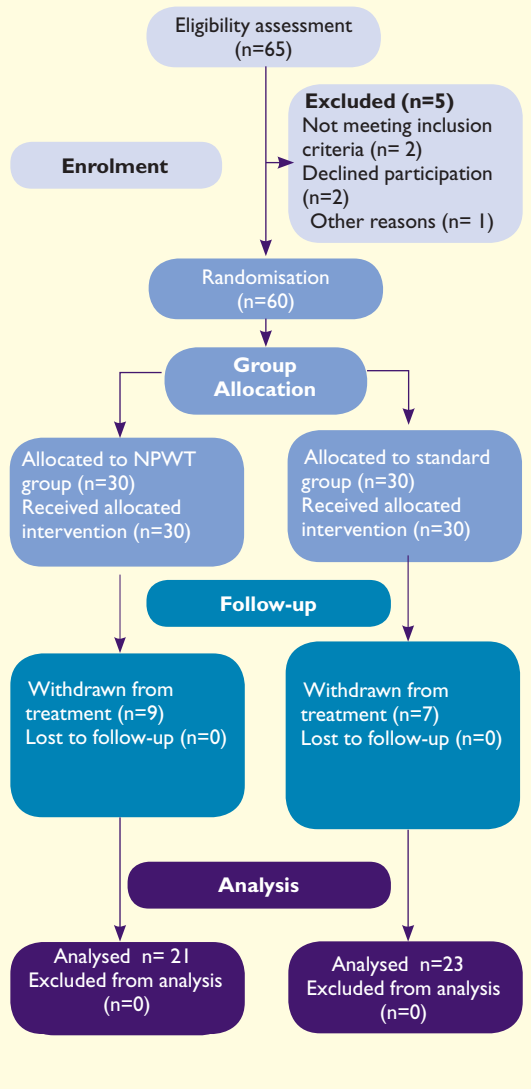 Eligibility assessment
(n=65)
Excluded (n=5)
Not meeting inclusion
criteria (n= 2)
Declined participation
(n=2)
Other reasons (n= 1)
Enrolment
Randomisation
(n=60)
Group
Allocation
Allocated to NPWT
group (n=30)
Received allocated
intervention (n=30)
Allocated to standard
group (n=30)
Received allocated
intervention (n=30)
Follow-up
Withdrawn from
treatment (n=9)
Lost to follow-up (n=0)
Withdrawn from
treatment (n=7)
Lost to follow-up (n=0)
Analysis
Analysed  n= 21
Excluded from analysis
(n=0)
Analysed  n=23
Excluded from analysis
(n=0)